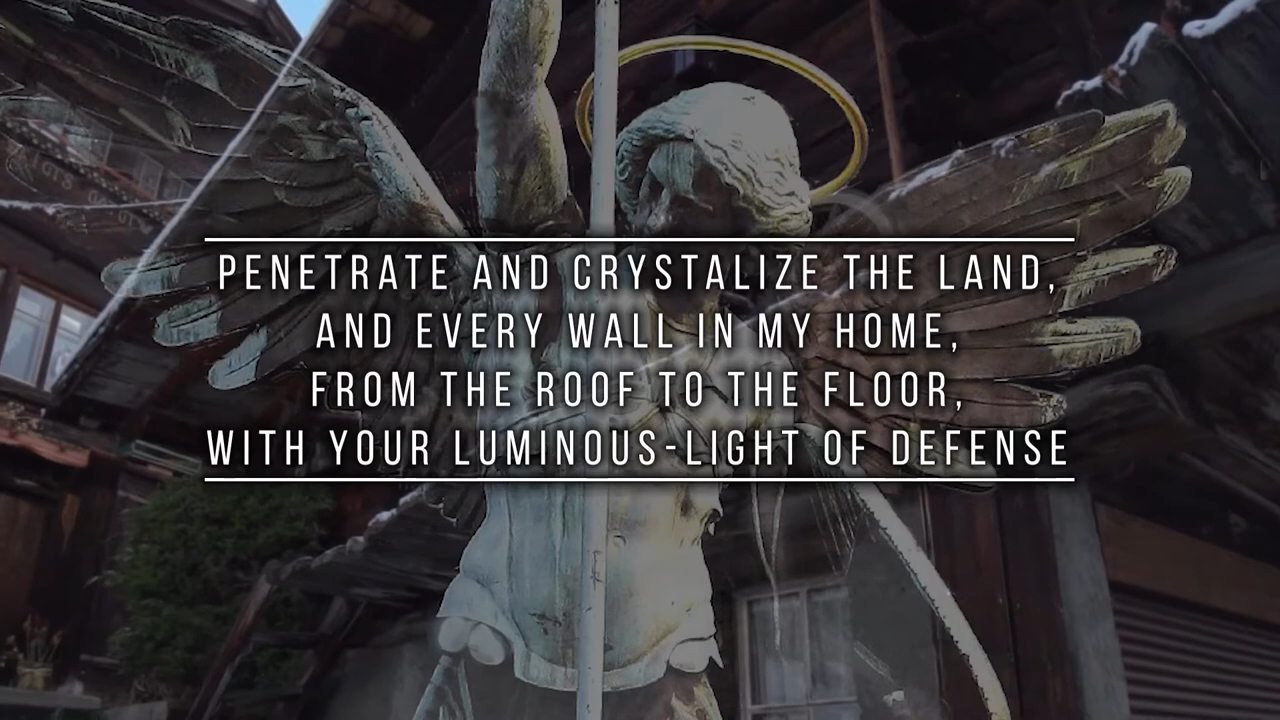 PENETRATE AND CRYSTALIZE THE LAND,
AND EVERY WALL IN MY HOME,
FROM THE ROOF TO THE FLOOR,
WITH YOUR LUMINOUS-LIGHT OF DEFENSE